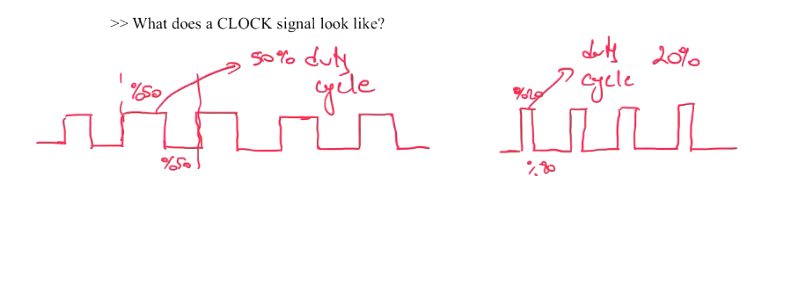 >> What does a CLOCK signal look like?
50% duty
cycle
%50
%50
duty 20%
cycle
%20
%80